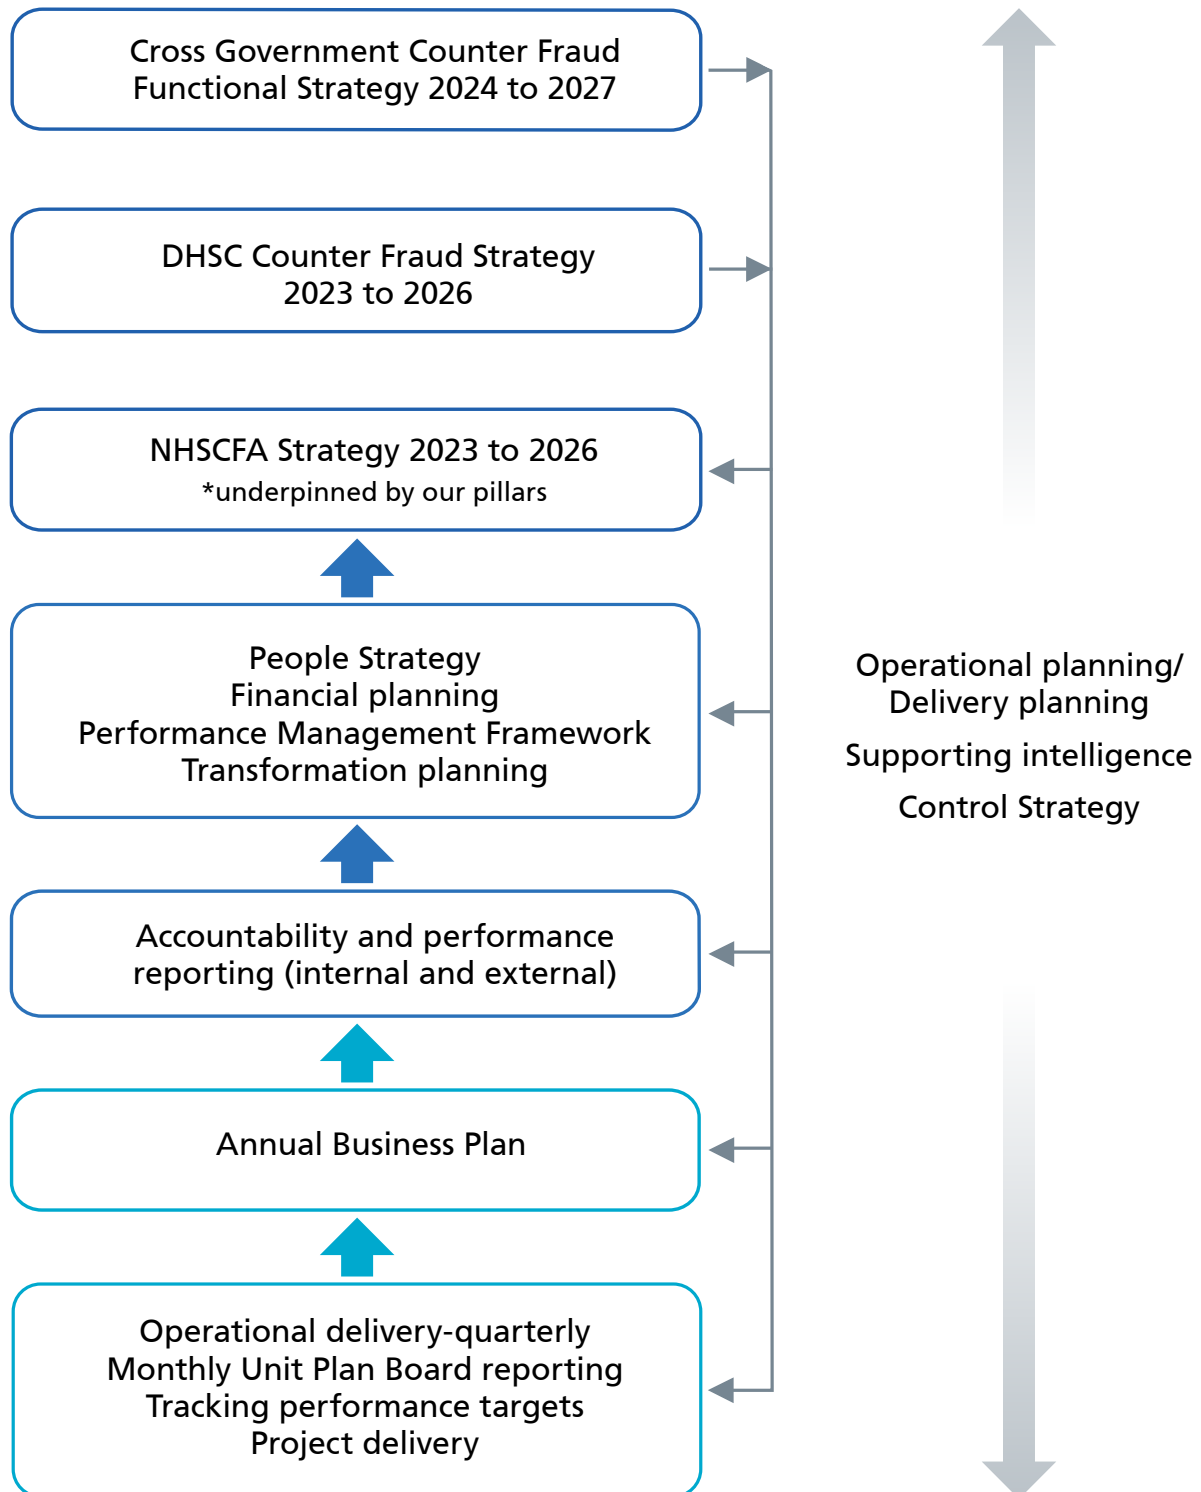 Cross Government Counter Fraud
Functional Strategy 2024 to 2027
DHSC Counter Fraud Strategy
2023 to 2026
NHSCFA Strategy 2023 to 2026
*underpinned by our pillars
People Strategy
Financial planning
Performance Management Framework
Transformation planning
Accountability and performance
reporting (internal and external)
Annual Business Plan
Operational delivery-quarterly
Monthly Unit Plan Board reporting
Tracking performance targets
Project delivery
Operational planning/
Delivery planning
Supporting intelligence
Control Strategy